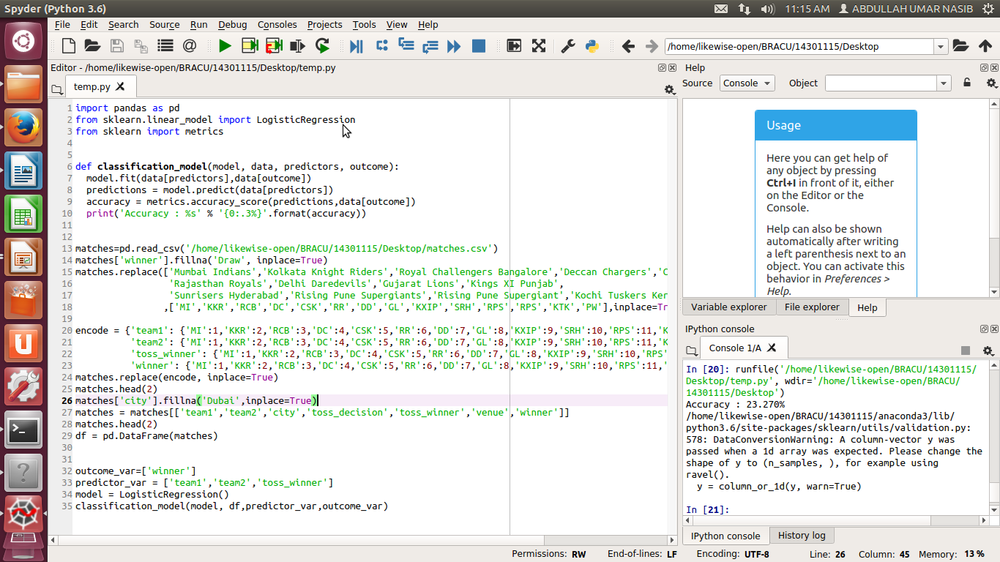 Spyder (Python 3.6)
11:15 AM ABDULLAH UMAR NASIB
File Edit Search Source Run Debug Consoles Projects Tools View Help
/home/likewise-open/BRACU/14301115/Desktop
Editor - /home/likewise-open/BRACU/14301115/Desktop/temp.py
temp.py
1 import pandas as pd
2 from sklearn.linear_model import LogisticRegression
3 from sklearn import metrics
4
5
6 def classification_model(model, data, predictors, outcome):
7 model.fit(data[predictors],data[outcome])
8 predictions = model.predict(data[predictors])
9 accuracy = metrics.accuracy_score(predictions,data[outcome])
10 print('Accuracy : %s' % '{0:.3%}'.format(accuracy))
11
12
13 matches=pd.read_csv('/home/likewise-open/BRACU/14301115/Desktop/matches.csv')
14 matches['winner'].fillna('Draw', inplace=True)
15 matches.replace(['Mumbai Indians','Kolkata Knight Riders','Royal Challengers Bangalore','Deccan Chargers','C
16 'Rajasthan Royals','Delhi Daredevils','Gujarat Lions','Kings XI Punjab',
17 'Sunrisers Hyderabad','Rising Pune Supergiants','Rising Pune Supergiant','Kochi Tuskers Ker
18 ,['MI','KKR','RCB','DC','CSK','RR','DD','GL','KXIP','SRH','RPS','RPS','KTK','PW'],inplace=Tr
19
20 encode = {'team1': {'MI':1,'KKR':2,'RCB':3,'DC':4,'CSK':5,'RR':6,'DD':7,'GL':8,'KXIP':9,'SRH':10,'RPS':11,'K
21 'team2': {'MI':1,'KKR':2,'RCB':3,'DC':4,'CSK':5,'RR':6,'DD':7,'GL':8,'KXIP':9,'SRH':10,'RPS':11,'K
22 'toss_winner': {'MI':1,'KKR':2,'RCB':3,'DC':4,'CSK':5,'RR':6,'DD':7,'GL':8,'KXIP':9,'SRH':10,'RPS'
23 'winner': {'MI':1,'KKR':2,'RCB':3,'DC':4,'CSK':5,'RR':6,'DD':7,'GL':8,'KXIP':9,'SRH':10,'RPS':11,'
24 matches.replace(encode, inplace=True)
25 matches.head(2)
26 matches['city'].fillna('Dubai',inplace=True)
27 matches = matches[['team1','team2','city','toss_decision','toss_winner','venue','winner']]
28 matches.head(2)
29 df = pd.DataFrame(matches)
30
31
32 outcome_var=['winner']
33 predictor_var = ['team1','team2','toss_winner']
34 model = LogisticRegression()
35 classification_model(model, df,predictor_var,outcome_var)
Help
Source Console Object
Usage
Here you can get help of
any object by pressing
Ctrl+I in front of it, either
on the Editor or the
Console.
Help can also be shown
automatically after writing
a left parenthesis next to an
object. You can activate this
behavior in Preferences >
Help.
Variable explorer File explorer Help
IPython console
Console 1/A
In [20]: runfile('/home/likewise-open/BRACU/14301115/
Desktop/temp.py', wdir='/home/likewise-open/BRACU/
14301115/Desktop')
Accuracy : 23.270%
/home/likewise-open/BRACU/14301115/anaconda3/lib/
python3.6/site-packages/sklearn/utils/validation.py:
578: DataConversionWarning: A column-vector y was
passed when a 1d array was expected. Please change the
shape of y to (n_samples, ), for example using
ravel().
y = column_or_1d(y, warn=True)
In [21]:
IPython console History log
Permissions: RW End-of-lines: LF Encoding: UTF-8 Line: 26 Column: 45 Memory: 13 %